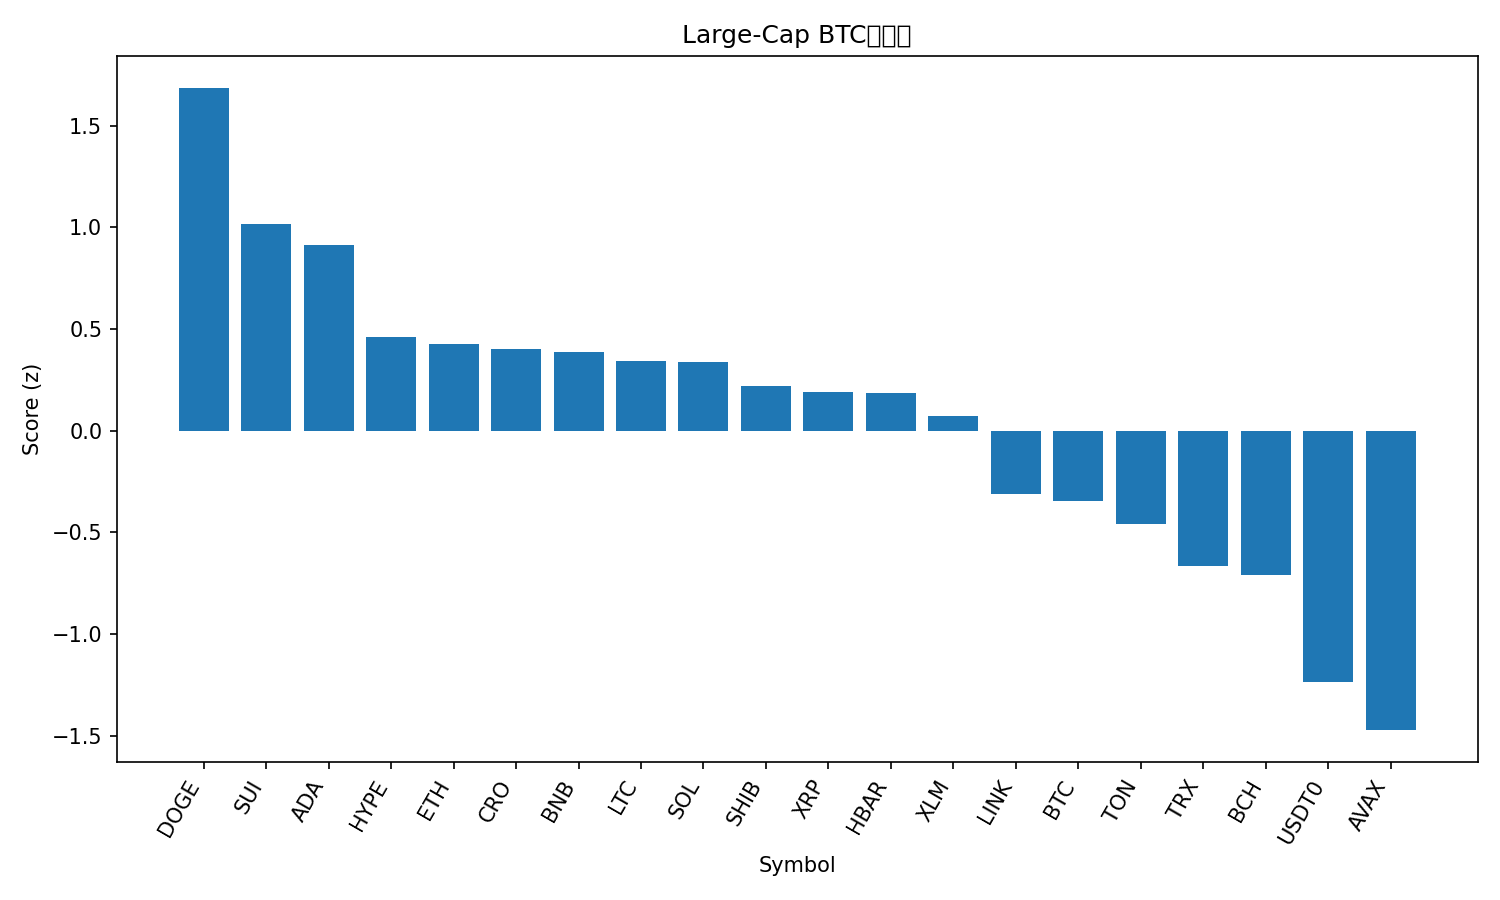 Large-Cap BTC
1.5
1.0
0.5
0.0
−0.5
−1.0
−1.5
Score (z)
DOGE
SUI
ADA
HYPE
ETH
CRO
BNB
LTC
SOL
SHIB
XRP
HBAR
XLM
LINK
BTC
TON
TRX
BCH
USDT0
AVAX
Symbol